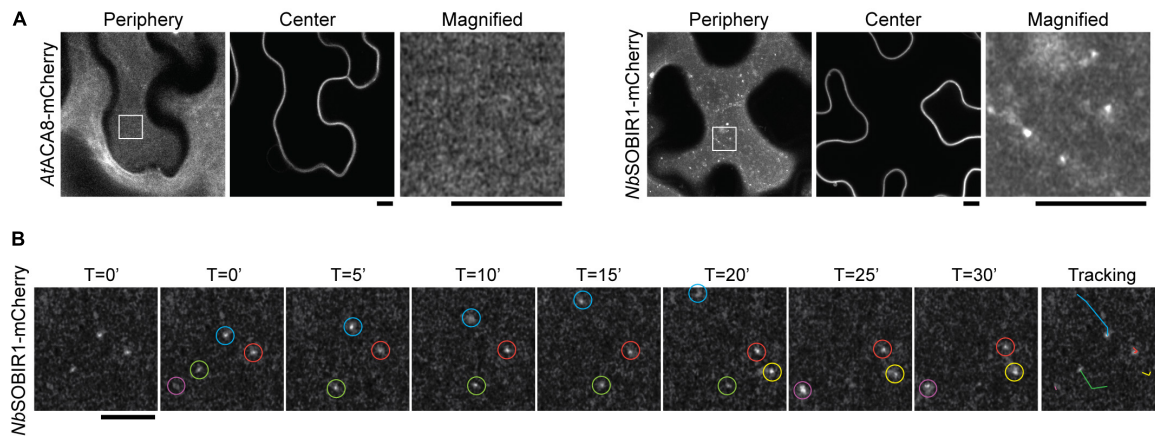 A
Periphery Center Magnified Periphery Center Magnified
AtACA8-mCherry
NbSOBIR1-mCherry
B
T=0’ T=0’ T=5’ T=10’ T=15’ T=20’ T=25’ T=30’ Tracking
NbSOBIR1-mCherry